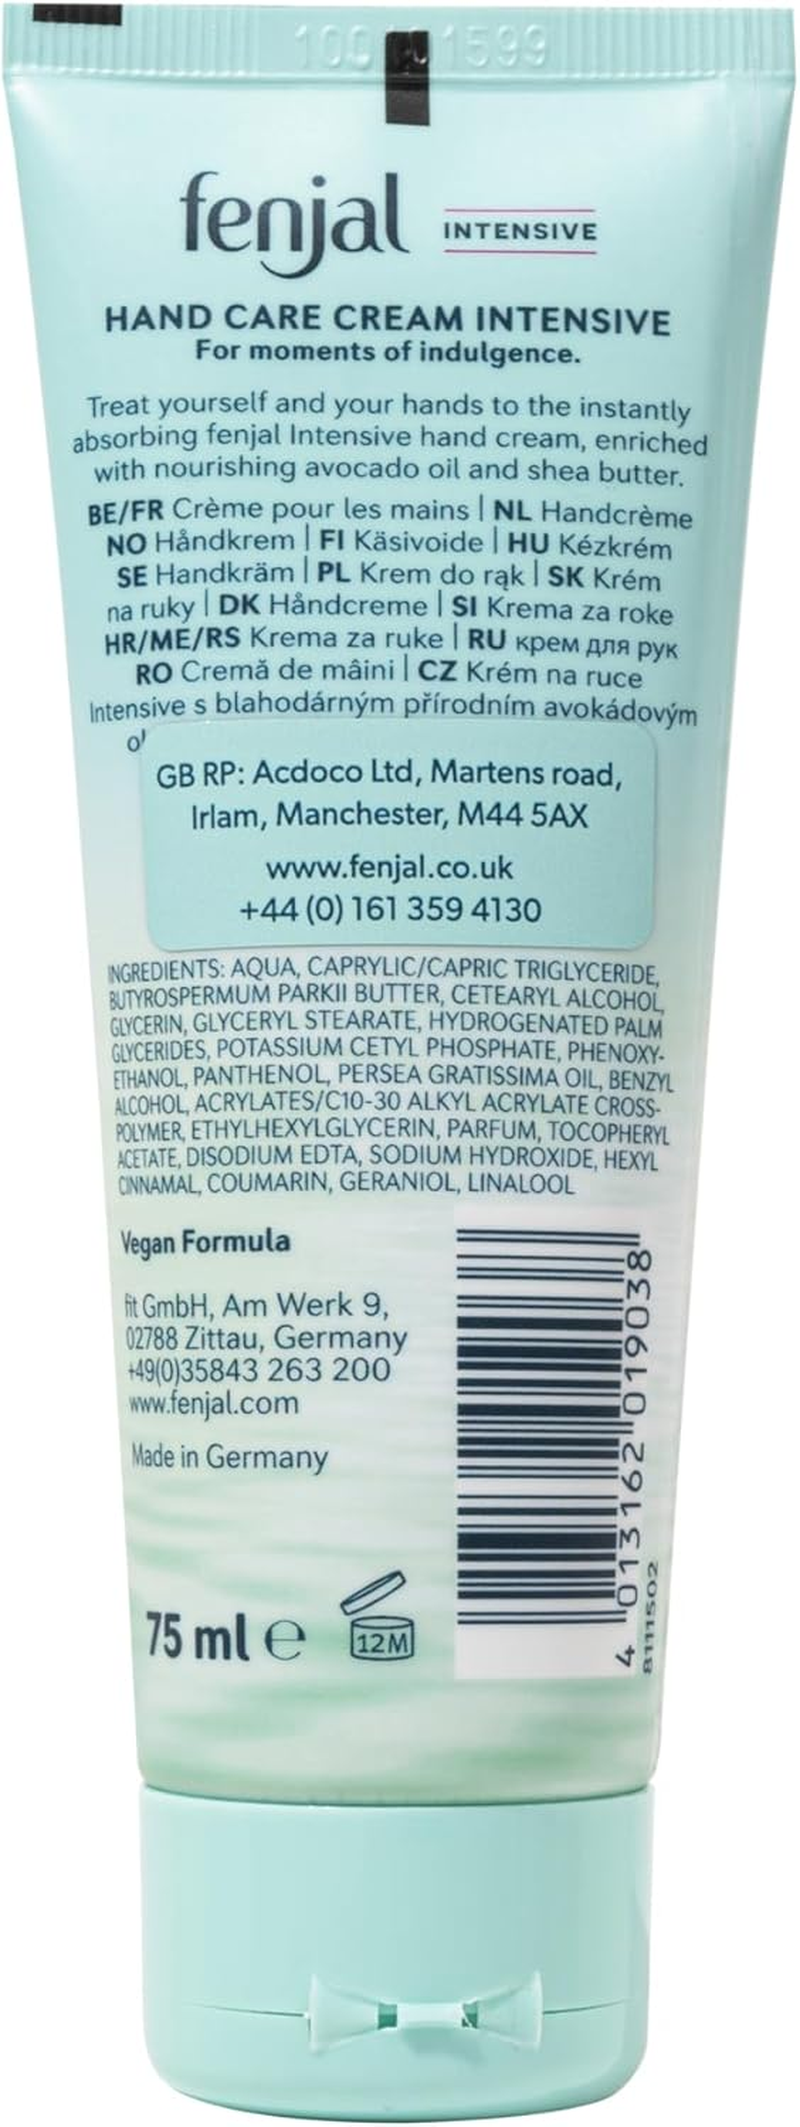 fenjal INTENSIVE
HAND CARE CREAM INTENSIVE
For moments of indulgence.
Treat yourself and your hands to the instantly
absorbing fenjal Intensive hand cream, enriched
with nourishing avocado oil and shea butter.
BE/FR Crème pour les mains | NL Handcrème
NO Håndkrem | FI Käsivoide | HU Kézkrém
SE Handkräm | PL Krem do rąk | SK Krém
na ruky | DK Håndcreme | SI Krema za roke
HR/ME/RS Krema za ruke | RU крем для рук
RO Cremă de mâini | CZ Krém na ruce
Intensive s blahodárným přírodním avokádovým
GB RP: Acdoco Ltd, Martens road,
Irlam, Manchester, M44 5AX
www.fenjal.co.uk
+44 (0) 161 359 4130
INGREDIENTS: AQUA, CAPRYLIC/CAPRIC TRIGLYCERIDE,
BUTYROSPERMUM PARKII BUTTER, CETEARYL ALCOHOL,
GLYCERIN, GLYCERYL STEARATE, HYDROGENATED PALM
GLYCERIDES, POTASSIUM CETYL PHOSPHATE, PHENOXY-
ETHANOL, PANTHENOL, PERSEA GRATISSIMA OIL, BENZYL
ALCOHOL, ACRYLATES/C10-30 ALKYL ACRYLATE CROSS-
POLYMER, ETHYLHEXYLGLYCERIN, PARFUM, TOCOPHERYL
ACETATE, DISODIUM EDTA, SODIUM HYDROXIDE, HEXYL
CINNAMAL, COUMARIN, GERANIOL, LINALOOL
Vegan Formula
fit GmbH, Am Werk 9,
02788 Zittau, Germany
+49(0)35843 263 200
www.fenjal.com
Made in Germany
75 ml e
12M
4 013162 019038
8111502